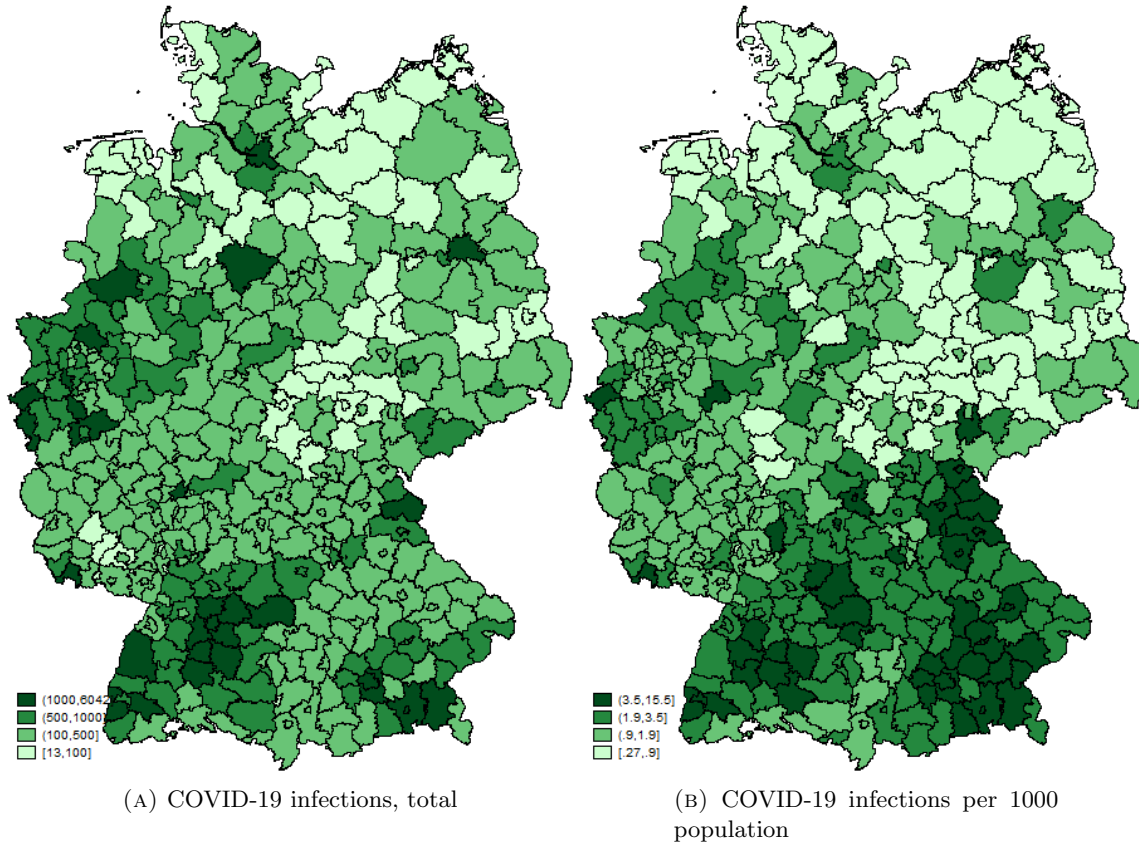 (1000,6042
(500,1000]
(100,500]
[13,100]
(3.5,15.5]
(1.9,3.5]
(.9,1.9]
[.27,.9]
(A) COVID-19 infections, total
(B) COVID-19 infections per 1000
population